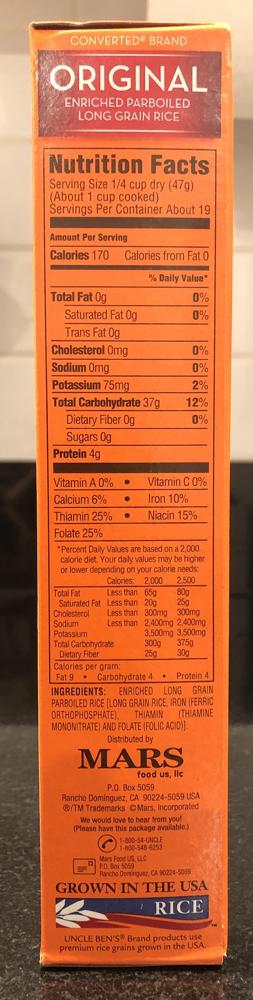 CONVERTED® BRAND
ORIGINAL
ENRICHED PARBOILED
LONG GRAIN RICE
Nutrition Facts
Serving Size 1/4 cup dry (47g)
(About 1 cup cooked)
Servings Per Container About 19
Amount Per Serving
Calories 170 Calories from Fat 0
% Daily Value*
Total Fat 0g 0%
Saturated Fat 0g 0%
Trans Fat 0g
Cholesterol 0mg 0%
Sodium 0mg 0%
Potassium 75mg 2%
Total Carbohydrate 37g 12%
Dietary Fiber 0g 0%
Sugars 0g
Protein 4g
Vitamin A 0% • Vitamin C 0%
Calcium 6% • Iron 10%
Thiamin 25% • Niacin 15%
Folate 25%
*Percent Daily Values are based on a 2,000
calorie diet. Your daily values may be higher
or lower depending on your calorie needs:
Calories: 2,000 2,500
Total Fat Less than 65g 80g
Saturated Fat Less than 20g 25g
Cholesterol Less than 300mg 300mg
Sodium Less than 2,400mg 2,400mg
Potassium 3,500mg 3,500mg
Total Carbohydrate 300g 375g
Dietary Fiber 25g 30g
Calories per gram:
Fat 9 • Carbohydrate 4 • Protein 4
INGREDIENTS: ENRICHED LONG GRAIN
PARBOILED RICE [LONG GRAIN RICE, IRON (FERRIC
ORTHOPHOSPHATE), THIAMIN (THIAMINE
MONONITRATE) AND FOLATE (FOLIC ACID)].
Distributed by
MARS
food us, llc
P.O. Box 5059
Rancho Dominguez, CA 90224-5059 USA
®/TM Trademarks ©Mars, Incorporated
We would love to hear from you!
(Please have this package available.)
1-800-54-UNCLE
1-800-548-6253
Mars Food US, LLC
P.O. Box 5059
Rancho Dominguez, CA 90224-5059
GROWN IN THE USA
RICE™
UNCLE BEN'S® Brand products use
premium rice grains grown in the USA.